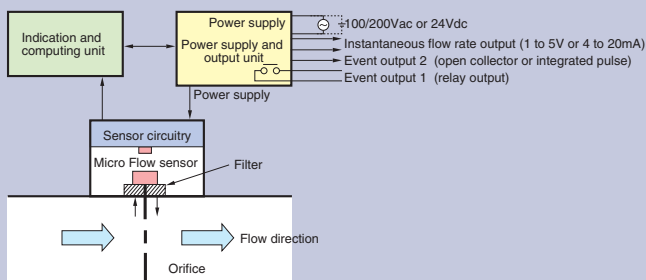 Indication and
computing unit
Power supply
Power supply and
output unit
100/200Vac or 24Vdc
Instantaneous flow rate output (1 to 5V or 4 to 20mA)
Event output 2 (open collector or integrated pulse)
Event output 1 (relay output)
Power supply
Sensor circuitry
Micro Flow sensor
Filter
Flow direction
Orifice